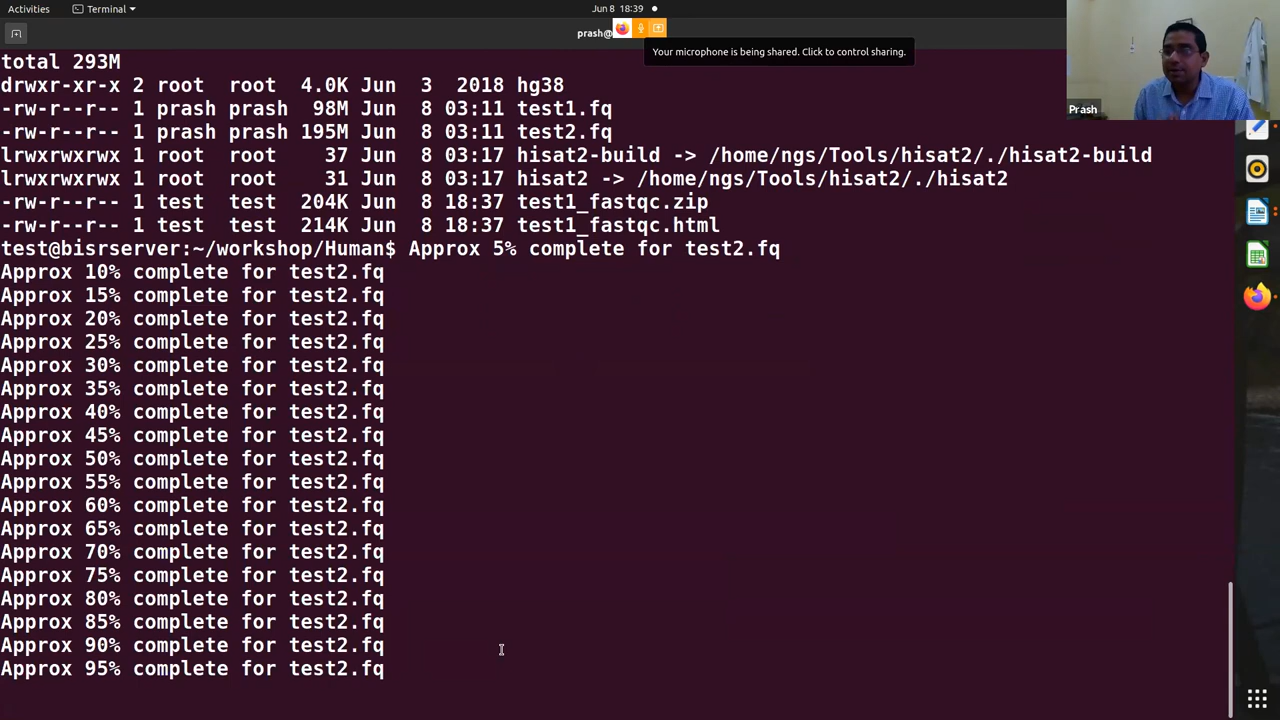 Activities
Terminal
Jun 8 18:39
prash@
Your microphone is being shared. Click to control sharing.
Prash
total 293M
drwxr-xr-x 2 root  root  4.0K Jun  3  2018 hg38
-rw-r--r-- 1 prash prash  98M Jun  8 03:11 test1.fq
-rw-r--r-- 1 prash prash 195M Jun  8 03:11 test2.fq
lrwxrwxrwx 1 root  root    37 Jun  8 03:17 hisat2-build -> /home/ngs/Tools/hisat2/./hisat2-build
lrwxrwxrwx 1 root  root    31 Jun  8 03:17 hisat2 -> /home/ngs/Tools/hisat2/./hisat2
-rw-r--r-- 1 test  test  204K Jun  8 18:37 test1_fastqc.zip
-rw-r--r-- 1 test  test  214K Jun  8 18:37 test1_fastqc.html
test@bisrserver:~/workshop/Human$ Approx 5% complete for test2.fq
Approx 10% complete for test2.fq
Approx 15% complete for test2.fq
Approx 20% complete for test2.fq
Approx 25% complete for test2.fq
Approx 30% complete for test2.fq
Approx 35% complete for test2.fq
Approx 40% complete for test2.fq
Approx 45% complete for test2.fq
Approx 50% complete for test2.fq
Approx 55% complete for test2.fq
Approx 60% complete for test2.fq
Approx 65% complete for test2.fq
Approx 70% complete for test2.fq
Approx 75% complete for test2.fq
Approx 80% complete for test2.fq
Approx 85% complete for test2.fq
Approx 90% complete for test2.fq
Approx 95% complete for test2.fq